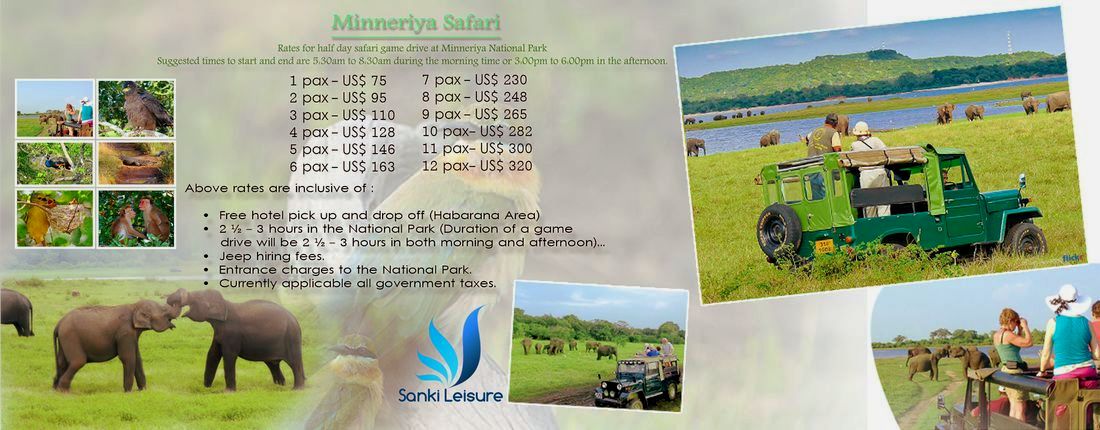 Minneriya Safari
Rates for half day safari game drive at Minneriya National Park
Suggested times to start and end are 5.30am to 8.30am during the morning time or 3.00pm to 6.00pm in the afternoon.
1 pax – US$ 75
2 pax – US$ 95
3 pax – US$ 110
4 pax – US$ 128
5 pax – US$ 146
6 pax – US$ 163
7 pax – US$ 230
8 pax – US$ 248
9 pax – US$ 265
10 pax– US$ 282
11 pax– US$ 300
12 pax– US$ 320
Above rates are inclusive of :
• Free hotel pick up and drop off (Habarana Area)
• 2 ½ – 3 hours in the National Park (Duration of a game
drive will be 2 ½ – 3 hours in both morning and afternoon)...
• Jeep hiring fees.
• Entrance charges to the National Park.
• Currently applicable all government taxes.
Sanki Leisure
flickr